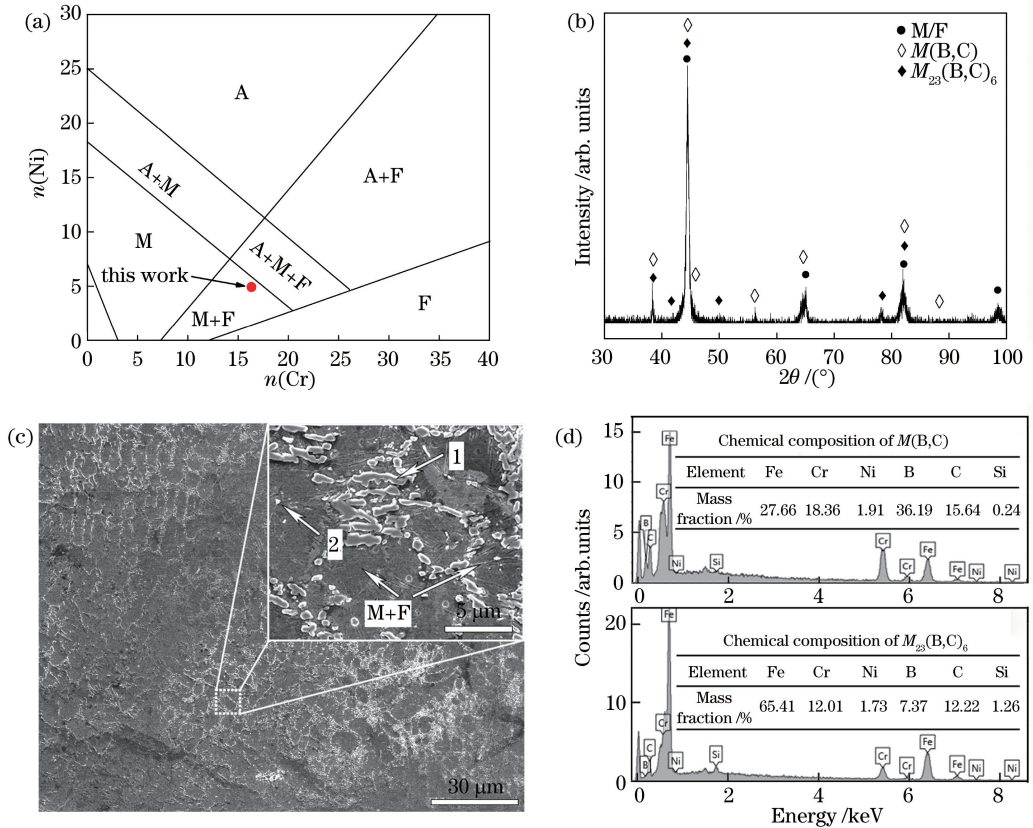 (a)
30
25
20
15
10
5
0
n(Ni)
A
A+M
A+F
M
A+M+F
this work
M+F
F
0 5 10 15 20 25 30 35 40
n(Cr)
(b)
Intensity /arb. units
● M/F
◇ M(B,C)
◆ M₂₃(B,C)₆
30 40 50 60 70 80 90 100
2θ /(°)
(c)
1
2
M+F
5 μm
30 μm
(d)
Counts /arb.units
15
10
5
0
Fe
Cr
B
C
Ni
Si
Cr
Cr
Fe
Fe
Ni
Ni
Chemical composition of M(B,C)
Element Fe Cr Ni B C Si
Mass
fraction /%
27.66 18.36 1.91 36.19 15.64 0.24
0 2 4 6 8
20
10
0
Fe
Cr
C
B
Ni
Si
Cr
Cr
Fe
Fe
Ni
Ni
Chemical composition of M₂₃(B,C)₆
Element Fe Cr Ni B C Si
Mass
fraction /%
65.41 12.01 1.73 7.37 12.22 1.26
0 2 4 6 8
Energy /keV